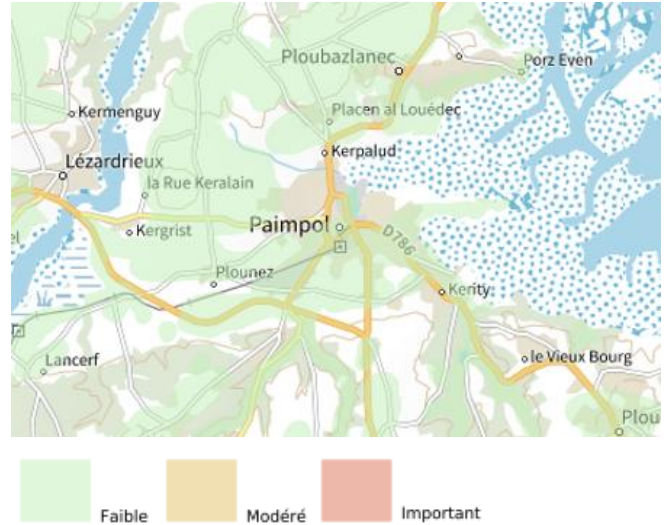 Ploubazlanec
Porz Even
Kermenguy
Placen al Louédec
Kerpalud
Lézardrieux
la Rue Keralain
Paimpol
Kergrist
D786
Plounez
Kerity
Lancerf
le Vieux Bourg
Plou
Faible Modéré Important